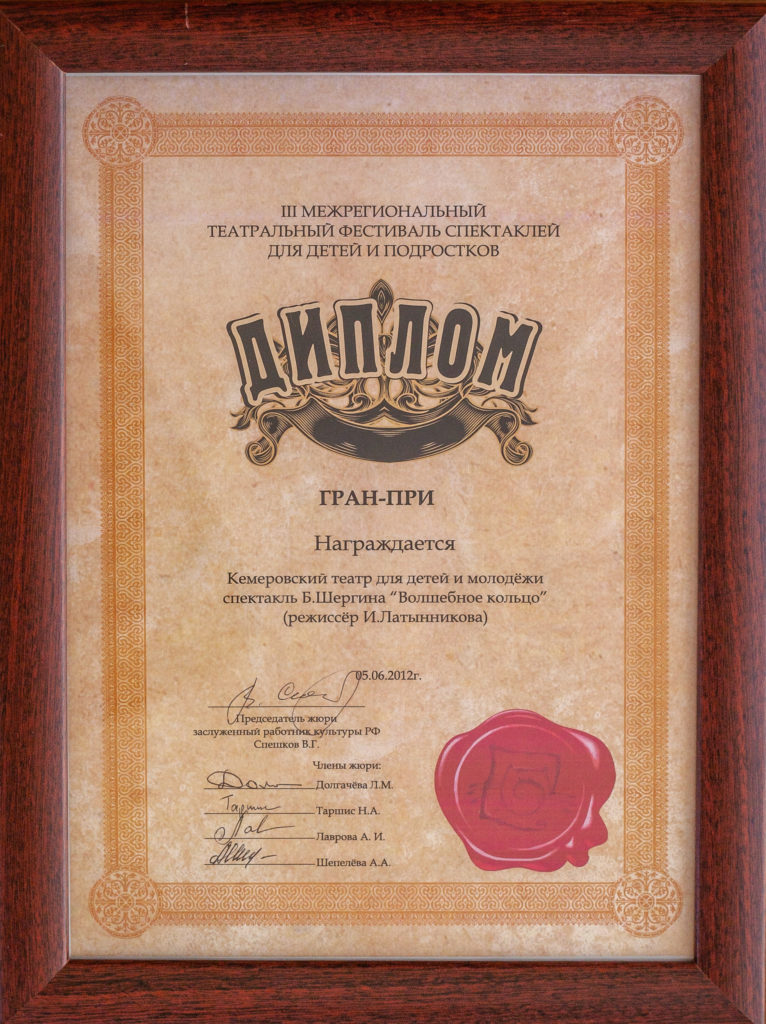 III МЕЖРЕГИОНАЛЬНЫЙ
ТЕАТРАЛЬНЫЙ ФЕСТИВАЛЬ СПЕКТАКЛЕЙ
ДЛЯ ДЕТЕЙ И ПОДРОСТКОВ
ДИПЛОМ
ГРАН-ПРИ
Награждается
Кемеровский театр для детей и молодёжи
спектакль Б.Шергина “Волшебное кольцо”
(режиссёр И.Латынникова)
05.06.2012г.
Председатель жюри
заслуженный работник культуры РФ
Спешков В.Г.
Члены жюри:
Долгачёва Л.М.
Таршис Н.А.
Лаврова А. И.
Шепелёва А.А.